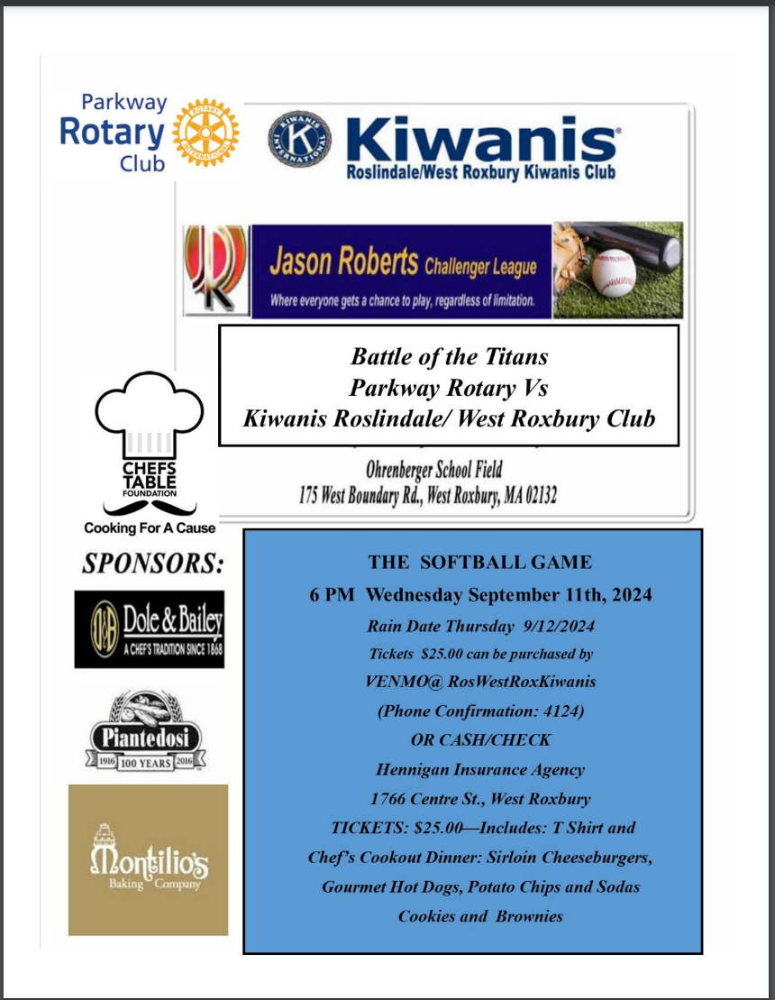 Parkway
Rotary
Club
ROTARY
INTERNATIONAL
KIWANIS
K
INTERNATIONAL
Kiwanis®
Roslindale/West Roxbury Kiwanis Club
JRK
Jason Roberts Challenger League
Where everyone gets a chance to play, regardless of limitation.
Battle of the Titans
Parkway Rotary Vs
Kiwanis Roslindale/ West Roxbury Club
Ohrenberger School Field
175 West Boundary Rd., West Roxbury, MA 02132
CHEFS
TABLE
FOUNDATION
Cooking For A Cause
SPONSORS:
D&B
Dole & Bailey
A CHEF'S TRADITION SINCE 1868
Piantedosi
1916 100 YEARS 2016
Montilio's
Baking Company
THE SOFTBALL GAME
6 PM Wednesday September 11th, 2024
Rain Date Thursday 9/12/2024
Tickets $25.00 can be purchased by
VENMO@ RosWestRoxKiwanis
(Phone Confirmation: 4124)
OR CASH/CHECK
Hennigan Insurance Agency
1766 Centre St., West Roxbury
TICKETS: $25.00—Includes: T Shirt and
Chef's Cookout Dinner: Sirloin Cheeseburgers,
Gourmet Hot Dogs, Potato Chips and Sodas
Cookies and Brownies